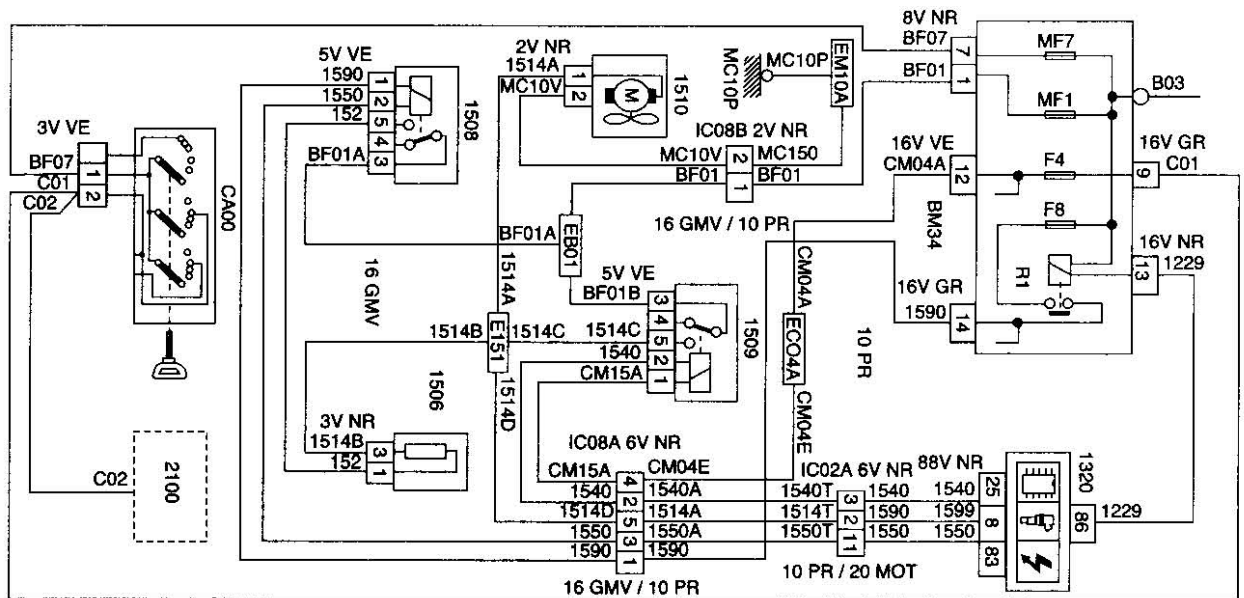 8V NR
BF07
7
MF7
BF01
1
B03
MF1
16V VE
CM04A
12
F4
16V GR
9
C01
BM34
F8
16V NR
13
1229
R1
16V GR
1590
14
5V VE
1590
1
1550
2
152
5
4
BF01A
3
1508
2V NR
1514A
1
MC10V
2
M
1510
MC10P
MC10P
EM10A
IC08B 2V NR
MC10V
2
MC150
BF01
1
BF01
16 GMV / 10 PR
3V VE
BF07
1
C01
2
C02
CA00
BF01A
EB01
16 GMV
1514A
5V VE
BF01B
3
4
1514C
5
1540
2
CM15A
1
1509
1514B
E151
1514C
1514D
CM04A
ECO4A
CM04E
10 PR
1506
3V NR
1514B
3
152
1
C02
2100
IC08A 6V NR
CM15A
4
CM04E
1540
2
1540A
1514D
5
1514A
1550
3
1550A
1590
1
1590
16 GMV / 10 PR
IC02A 6V NR
1540T
3
1540
1514T
2
1590
1550T
11
1550
10 PR / 20 MOT
88V NR
1540
25
1599
8
1550
83
1320
86
1229